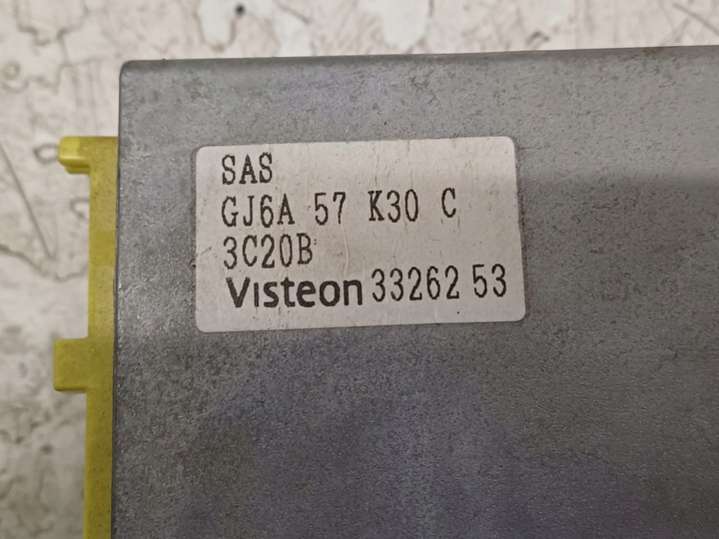 SAS
GJ6A 57 K30 C
3C20B
Visteon 33262 53